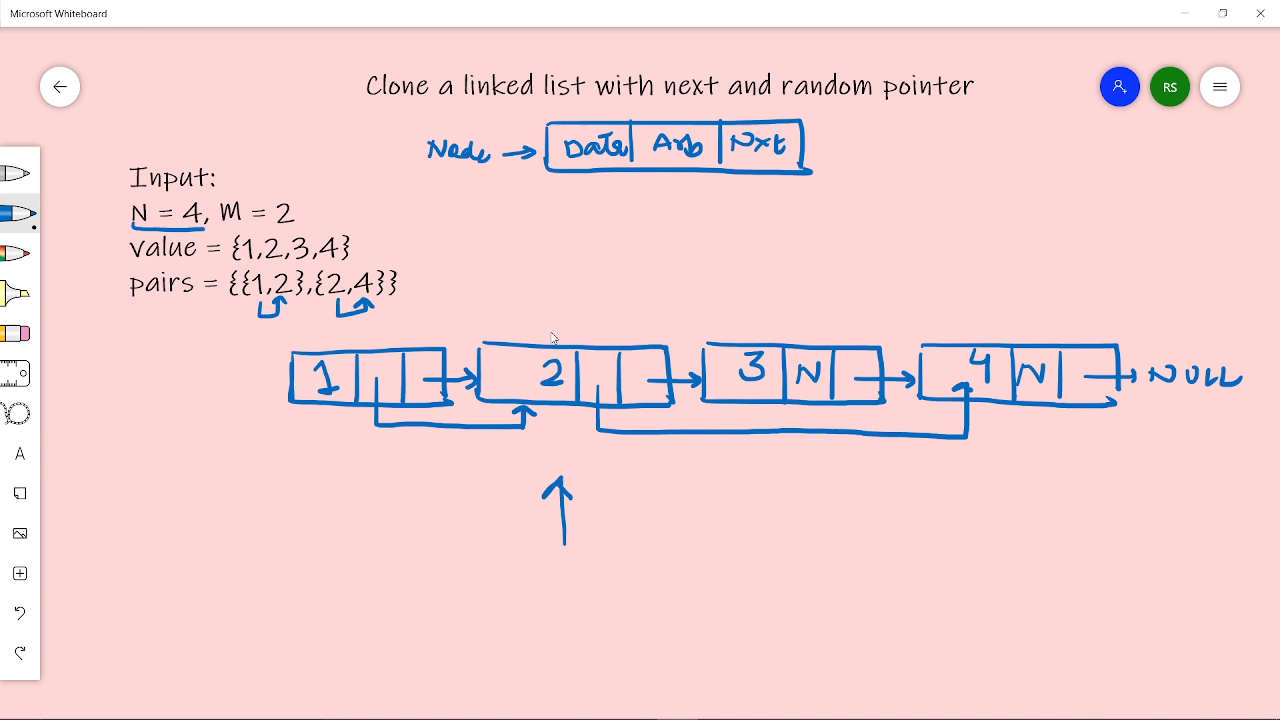 Microsoft Whiteboard
Clone a linked list with next and random pointer
RS
Node → Data Arb Nxt
Input:
N = 4, M = 2
value = {1,2,3,4}
pairs = {{1,2},{2,4}}
1 2 3 N 4 N NULL
A